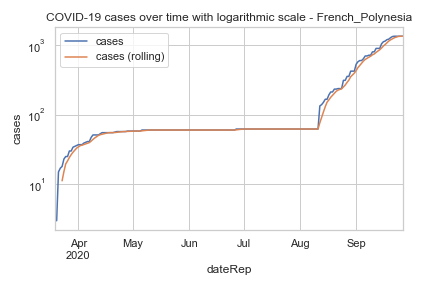 COVID-19 cases over time with logarithmic scale - French_Polynesia
cases
cases (rolling)
10³
10²
10¹
cases
Apr
2020
May
Jun
Jul
Aug
Sep
dateRep